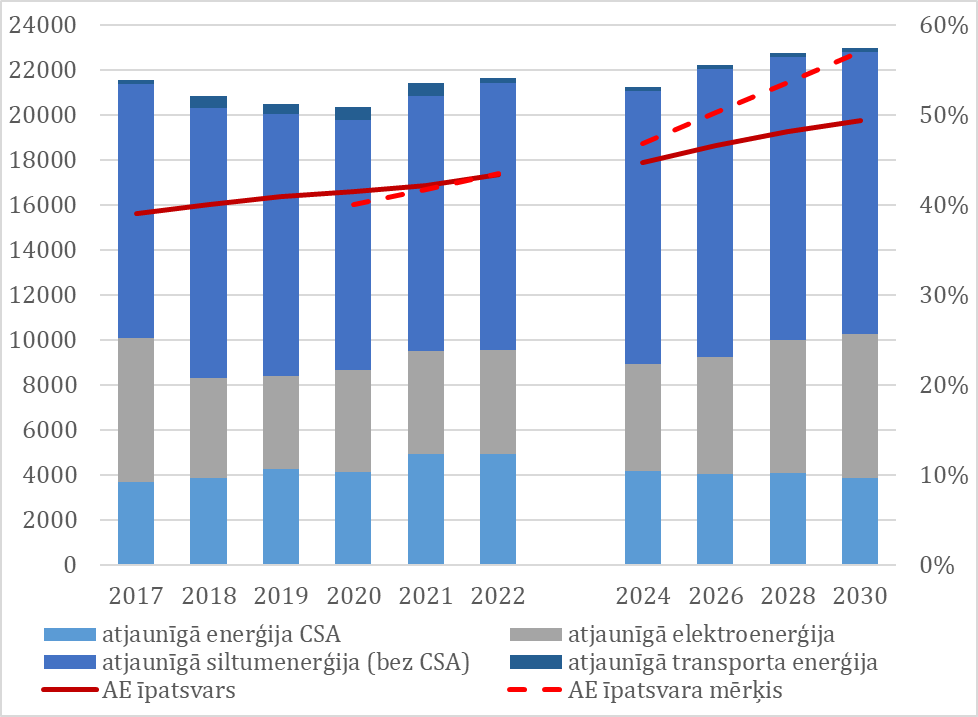 24000
60%
22000
20000
50%
18000
16000
40%
14000
12000
30%
10000
8000
20%
6000
4000
10%
2000
0
0%
2017 2018 2019 2020 2021 2022 2024 2026 2028 2030
atjaunīgā enerģija CSA
atjaunīgā elektroenerģija
atjaunīgā siltumenerģija (bez CSA)
atjaunīgā transporta enerģija
AE īpatsvars
AE īpatsvara mērķis